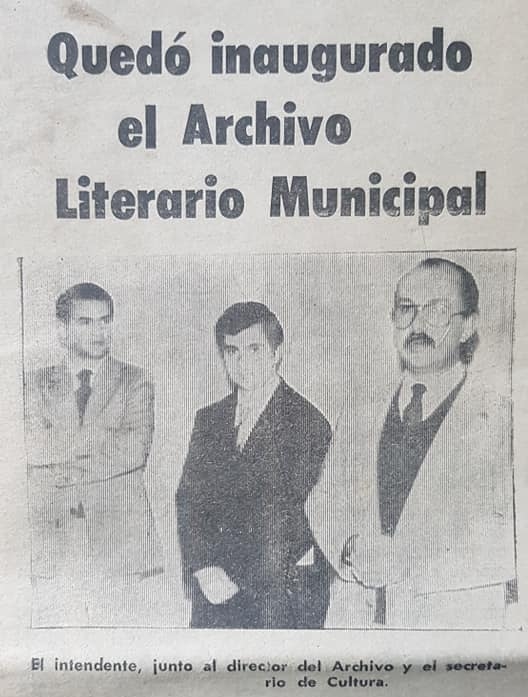 Quedó inaugurado
el Archivo
Literario Municipal
El intendente, junto al director del Archivo y el secreta-
rio de Cultura.